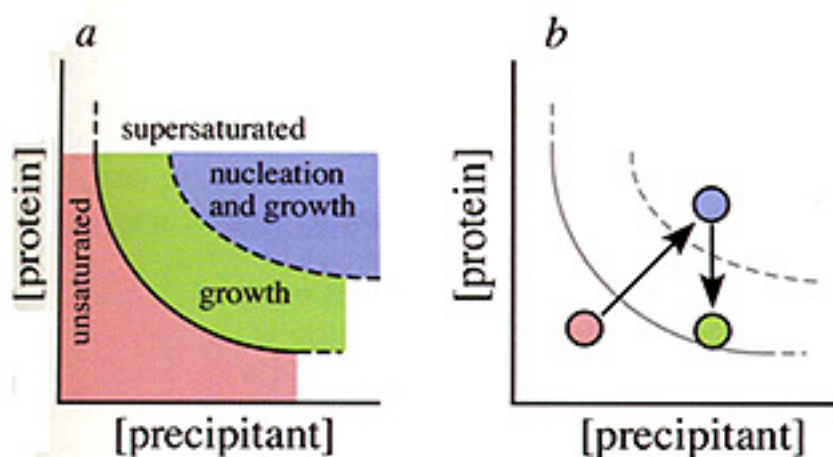 a
supersaturated
nucleation
and growth
growth
unsaturated
[protein]
[precipitant]
b
[protein]
[precipitant]